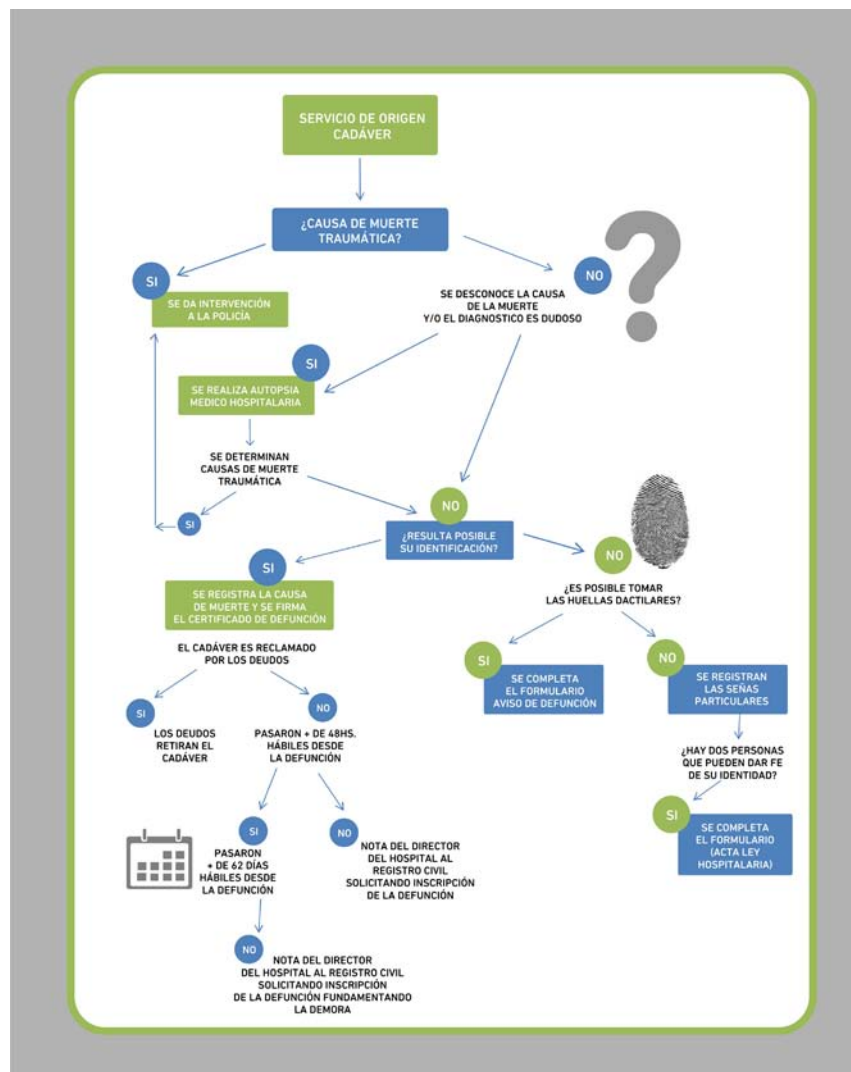 SERVICIO DE ORIGEN
CADÁVER
¿CAUSA DE MUERTE
TRAUMÁTICA?
SI
SE DA INTERVENCIÓN
A LA POLICÍA
NO
SE DESCONOCE LA CAUSA
DE LA MUERTE
Y/O EL DIAGNOSTICO ES DUDOSO
SI
SE REALIZA AUTOPSIA
MEDICO HOSPITALARIA
SE DETERMINAN
CAUSAS DE MUERTE
TRAUMÁTICA
SI
NO
¿RESULTA POSIBLE
SU IDENTIFICACIÓN?
SI
SE REGISTRA LA CAUSA
DE MUERTE Y SE FIRMA
EL CERTIFICADO DE DEFUNCIÓN
NO
¿ES POSIBLE TOMAR
LAS HUELLAS DACTILARES?
EL CADÁVER ES RECLAMADO
POR LOS DEUDOS
SI
SE COMPLETA
EL FORMULARIO
AVISO DE DEFUNCIÓN
NO
SE REGISTRAN
LAS SEÑAS
PARTICULARES
SI
LOS DEUDOS
RETIRAN EL
CADÁVER
NO
PASARON + DE 48HS.
HÁBILES DESDE
LA DEFUNCIÓN
¿HAY DOS PERSONAS
QUE PUEDEN DAR FE
DE SU IDENTIDAD?
SI
SE COMPLETA
EL FORMULARIO
(ACTA LEY
HOSPITALARIA)
SI
PASARON
+ DE 62 DÍAS
HÁBILES DESDE
LA DEFUNCIÓN
NO
NOTA DEL DIRECTOR
DEL HOSPITAL AL
REGISTRO CIVIL
SOLICITANDO INSCRIPCIÓN
DE LA DEFUNCIÓN
NO
NOTA DEL DIRECTOR
DEL HOSPITAL AL REGISTRO CIVIL
SOLICITANDO INSCRIPCIÓN
DE LA DEFUNCIÓN FUNDAMENTANDO
LA DEMORA